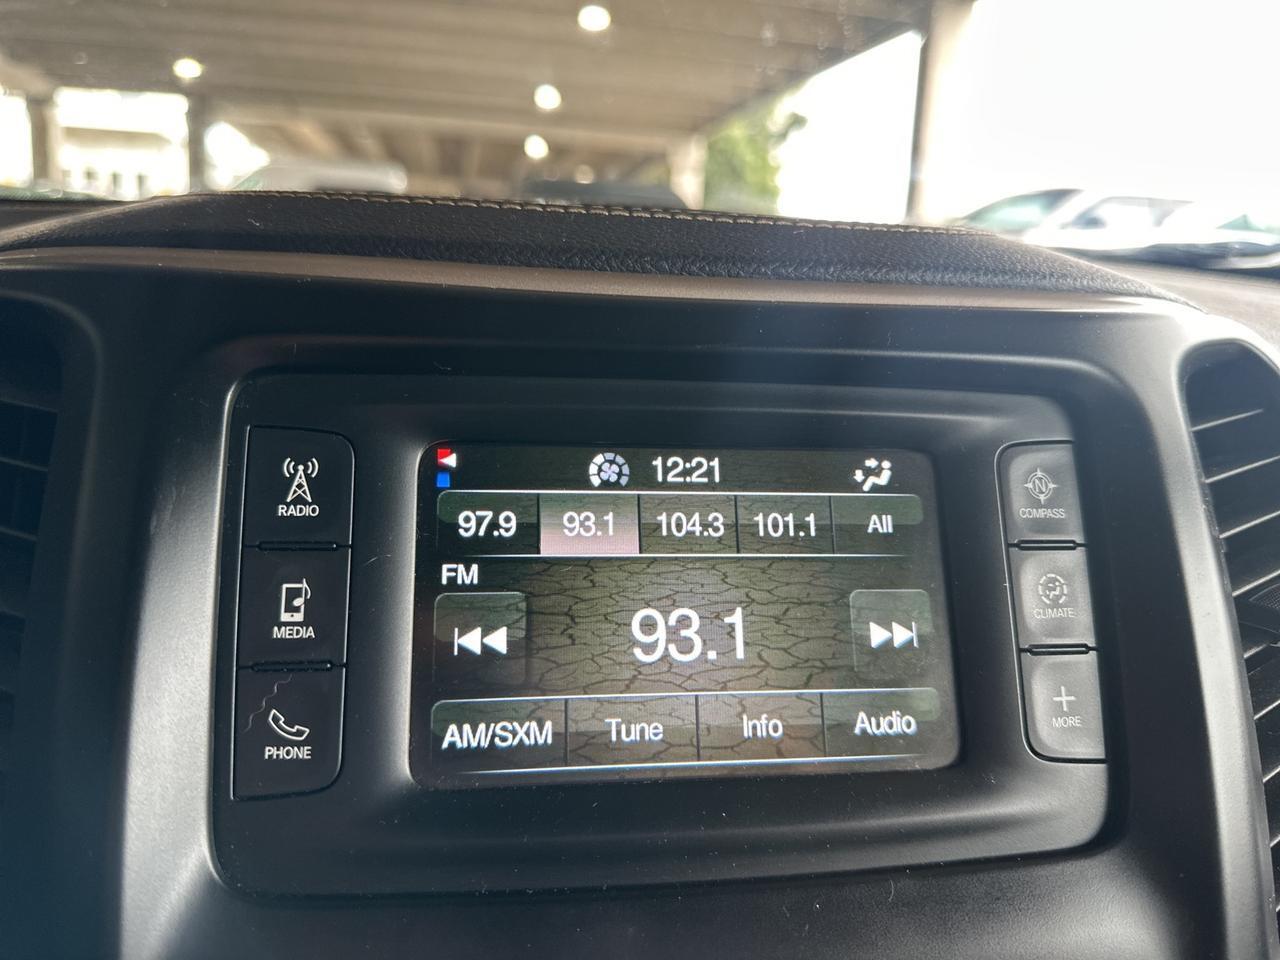 12:21
97.9 93.1 104.3 101.1 All
FM
93.1
AM/SXM Tune Info Audio
RADIO
MEDIA
PHONE
N
COMPASS
CLIMATE
MORE